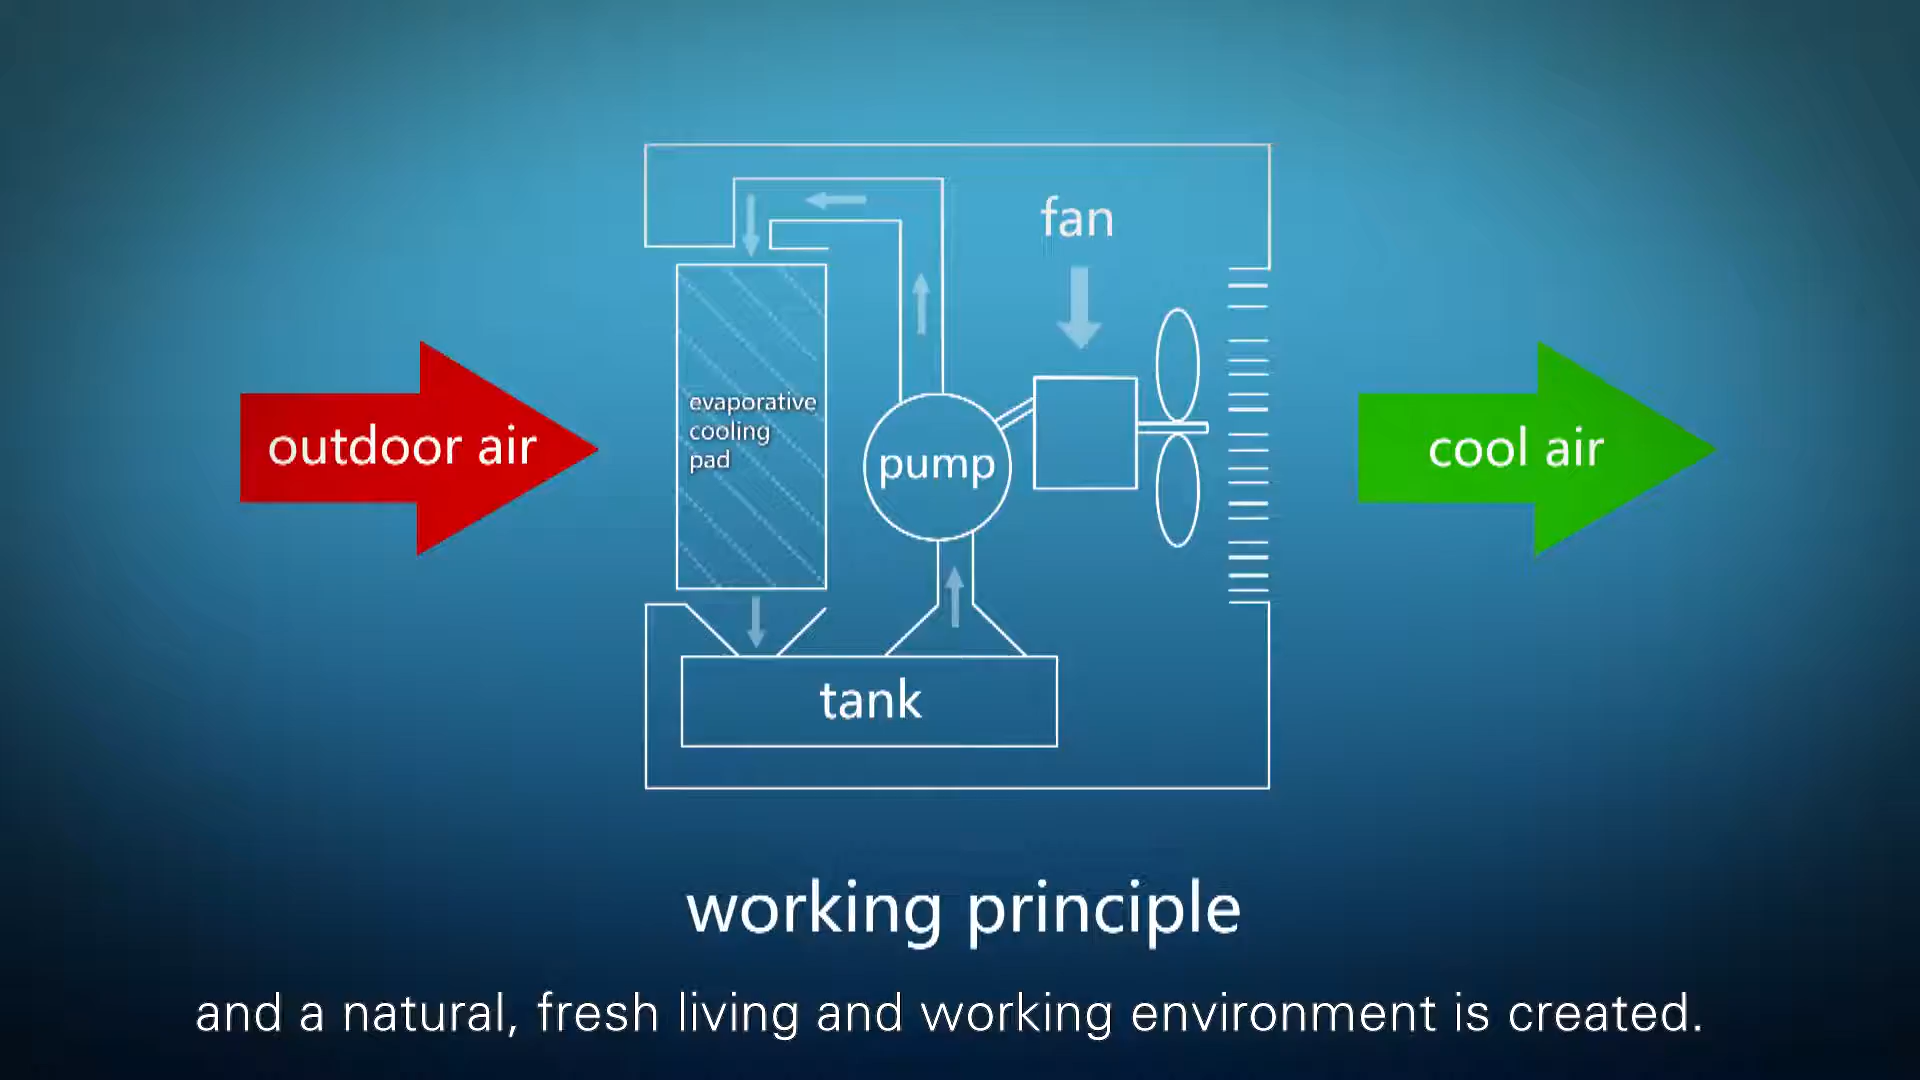 fan
outdoor air
evaporative
cooling
pad
pump
cool air
tank
working principle
and a natural, fresh living and working environment is created.